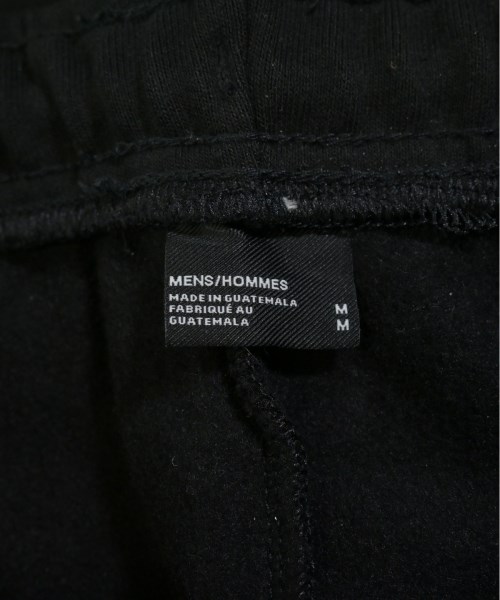 MENS/HOMMES
MADE IN GUATEMALA
FABRIQUÉ AU M
GUATEMALA M